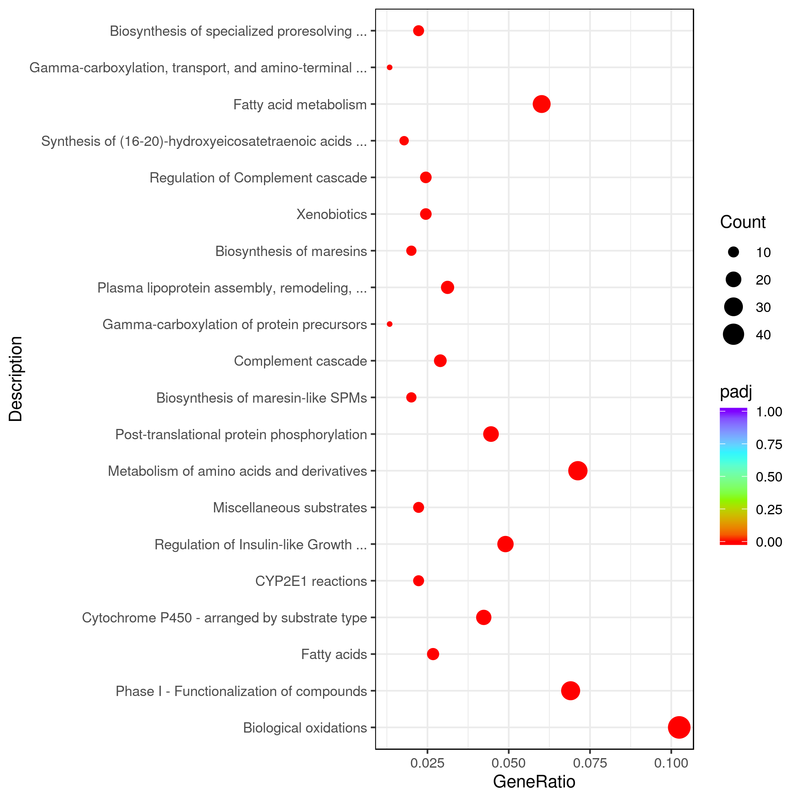 Biosynthesis of specialized proresolving ...
Gamma-carboxylation, transport, and amino-terminal ...
Fatty acid metabolism
Synthesis of (16-20)-hydroxyeicosatetraenoic acids ...
Regulation of Complement cascade
Xenobiotics
Biosynthesis of maresins
Plasma lipoprotein assembly, remodeling, ...
Gamma-carboxylation of protein precursors
Complement cascade
Biosynthesis of maresin-like SPMs
Post-translational protein phosphorylation
Metabolism of amino acids and derivatives
Miscellaneous substrates
Regulation of Insulin-like Growth ...
CYP2E1 reactions
Cytochrome P450 - arranged by substrate type
Fatty acids
Phase I - Functionalization of compounds
Biological oxidations
Description
0.025 0.050 0.075 0.100
GeneRatio
Count
10
20
30
40
padj
1.00
0.75
0.50
0.25
0.00